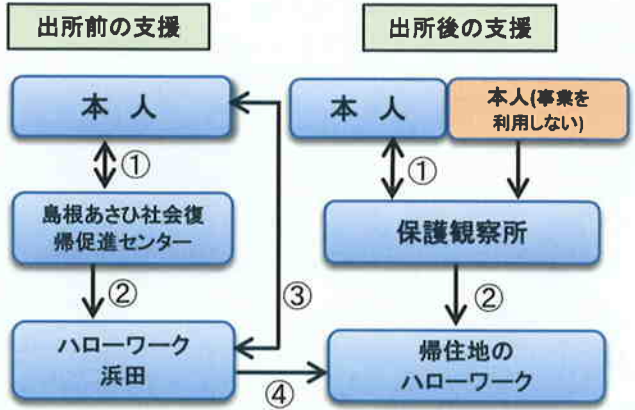 出所前の支援
出所後の支援
本 人
①
島根あさひ社会復
帰促進センター
②
ハローワーク
浜田
③
④
本 人
本人(事業を
利用しない)
①
保護観察所
②
帰住地の
ハローワーク